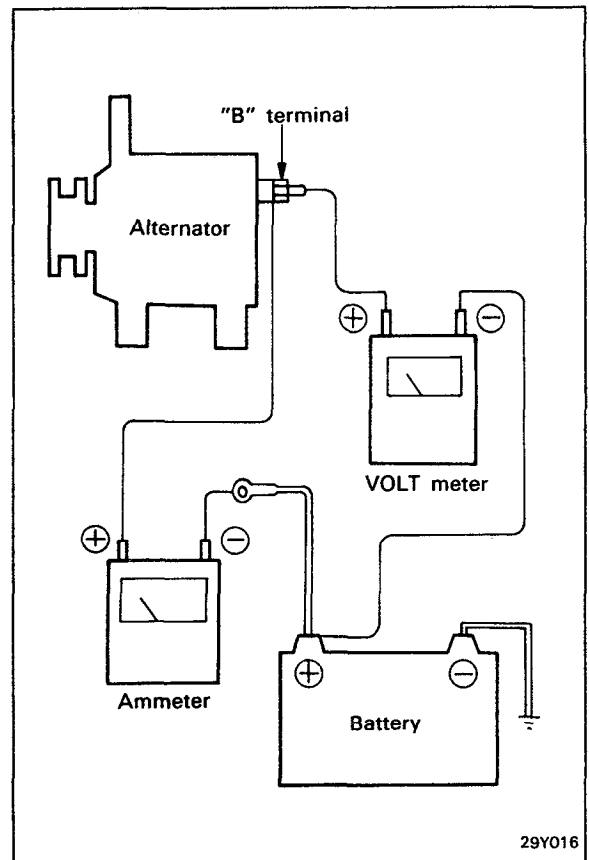 "B" terminal
Alternator
⊕ ⊖
VOLT meter
⊕ ⊖
Ammeter
⊕ ⊖
Battery
29Y016